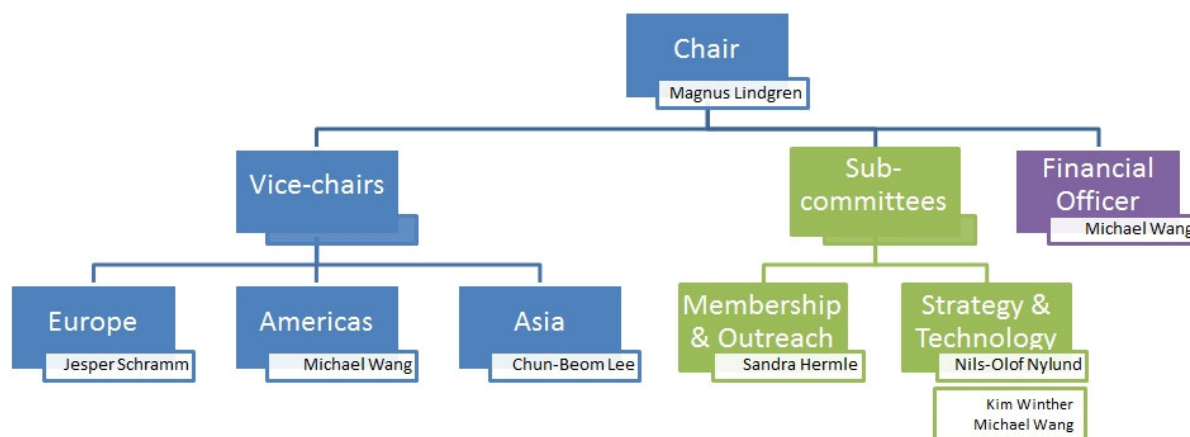 Chair
Magnus Lindgren
Vice-chairs
Sub-
committees
Financial
Officer
Michael Wang
Europe
Jesper Schramm
Americas
Michael Wang
Asia
Chun-Beom Lee
Membership
& Outreach
Sandra Hermle
Strategy &
Technology
Nils-Olof Nylund
Kim Winther
Michael Wang